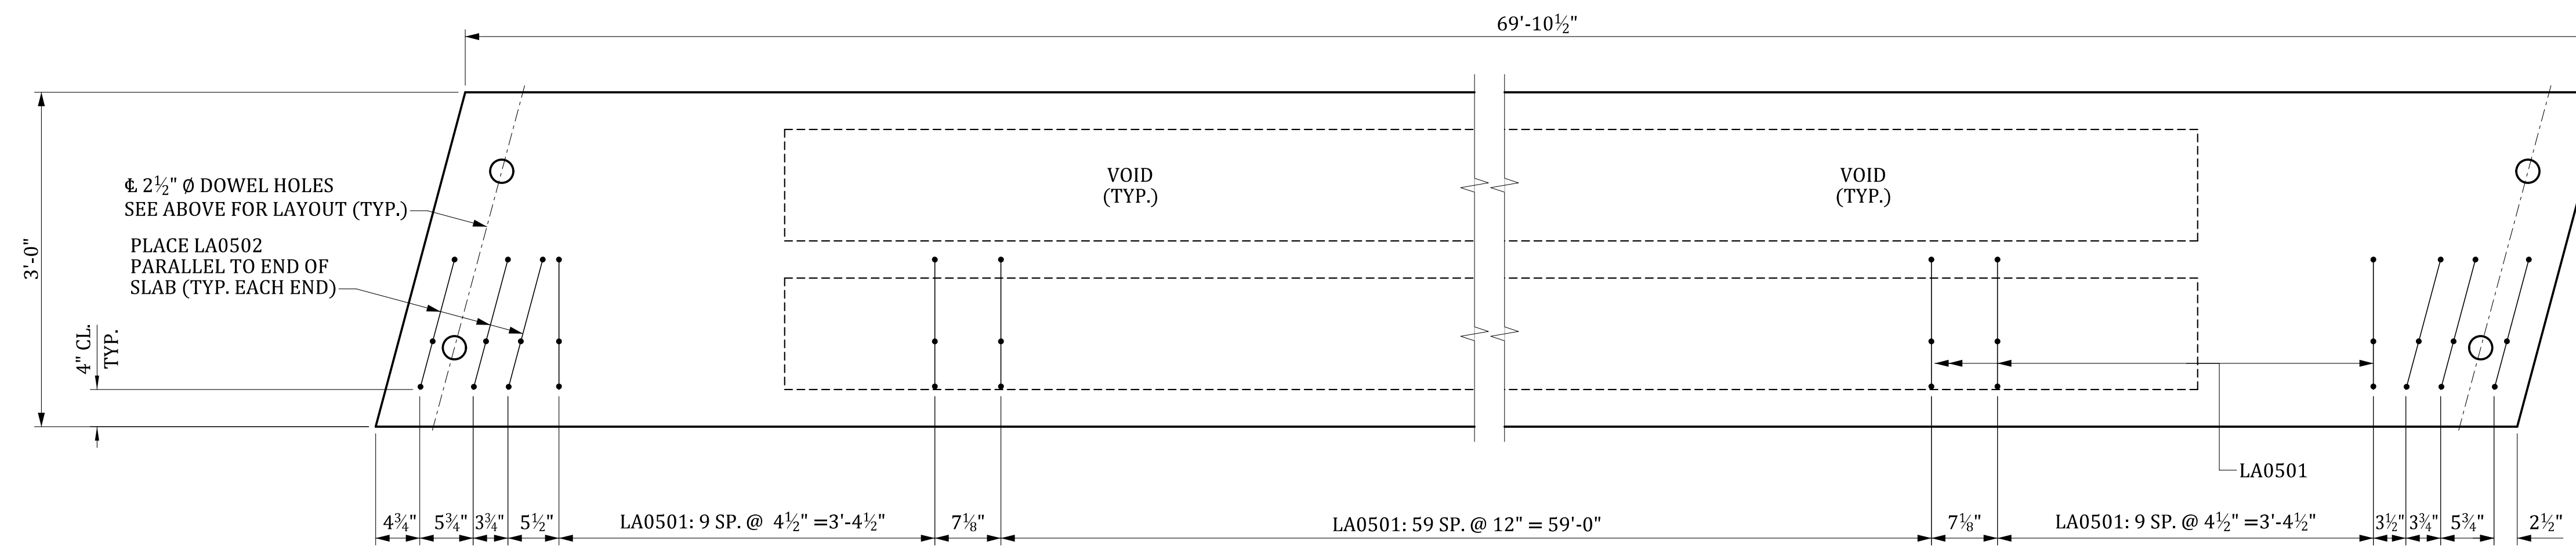 69'-10½"
VOID
(TYP.)
VOID
(TYP.)
℄ 2½" Ø DOWEL HOLES
SEE ABOVE FOR LAYOUT (TYP.)
PLACE LA0502
PARALLEL TO END OF
SLAB (TYP. EACH END)
3'-0"
4" CL.
TYP.
LA0501
4¾"
5¾"
3¾"
5½"
LA0501: 9 SP. @ 4½" =3'-4½"
7⅛"
LA0501: 59 SP. @ 12" = 59'-0"
7⅛"
LA0501: 9 SP. @ 4½" =3'-4½"
3½"
3¾"
5¾"
2½"